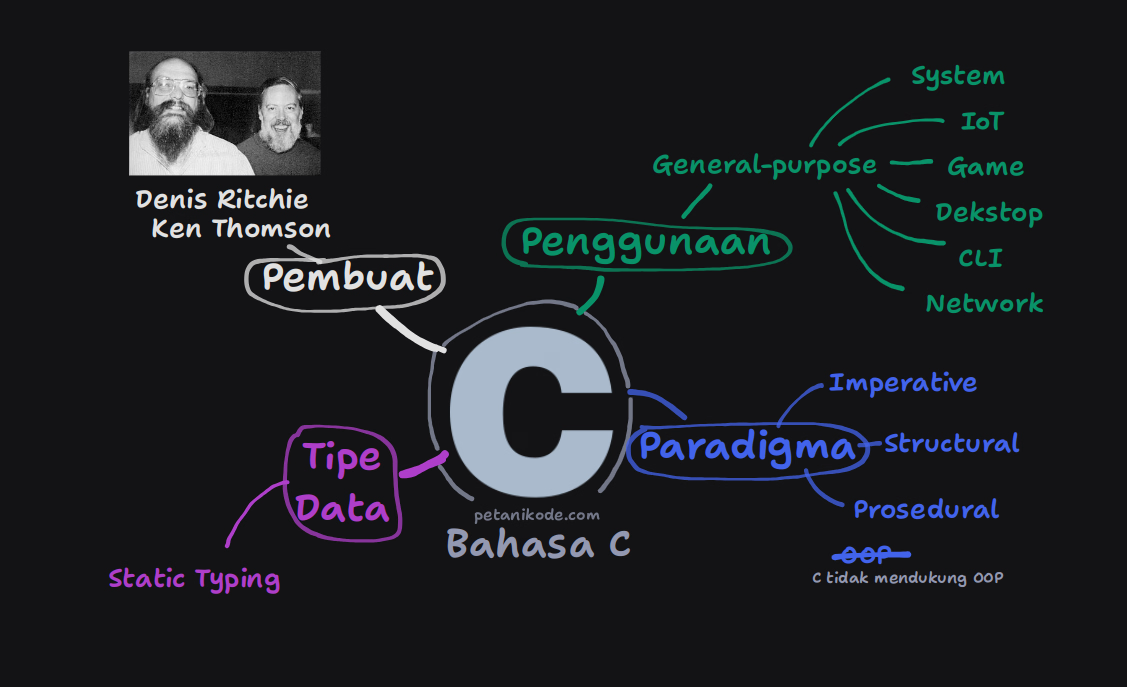 Denis Ritchie
Ken Thomson
Pembuat
Penggunaan
General-purpose
System
IoT
Game
Dekstop
CLI
Network
C
petanikode.com
Bahasa C
Paradigma
Imperative
Structural
Prosedural
OOP
C tidak mendukung OOP
Tipe
Data
Static Typing